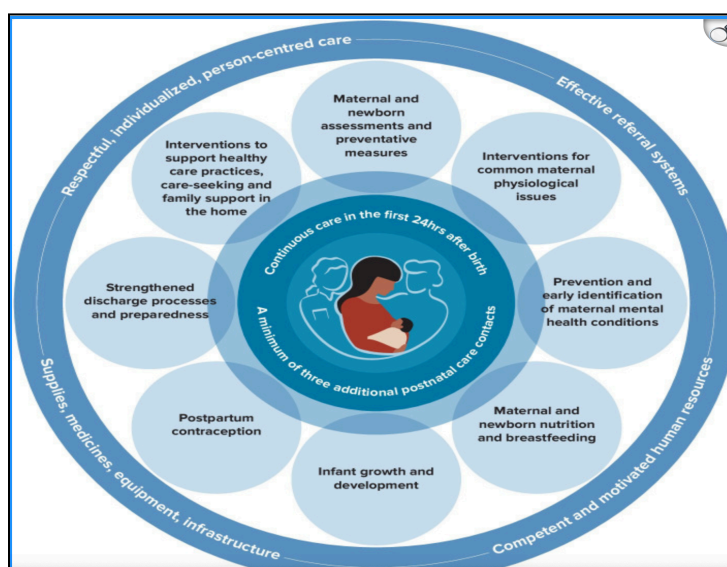 Respectful, individualized, person-centred care
Effective referral systems
Maternal and
newborn
assessments and
preventative
measures
Interventions to
support healthy
care practices,
care-seeking and
family support in
the home
Interventions for
common maternal
physiological
issues
Continuous care in the first 24hrs after birth
Strengthened
discharge processes
and preparedness
Prevention and
early identification
of maternal mental
health conditions
A minimum of three additional postnatal care contacts
Postpartum
contraception
Maternal and
newborn nutrition
and breastfeeding
Infant growth and
development
Supplies, medicines, equipment, infrastructure
Competent and motivated human resources